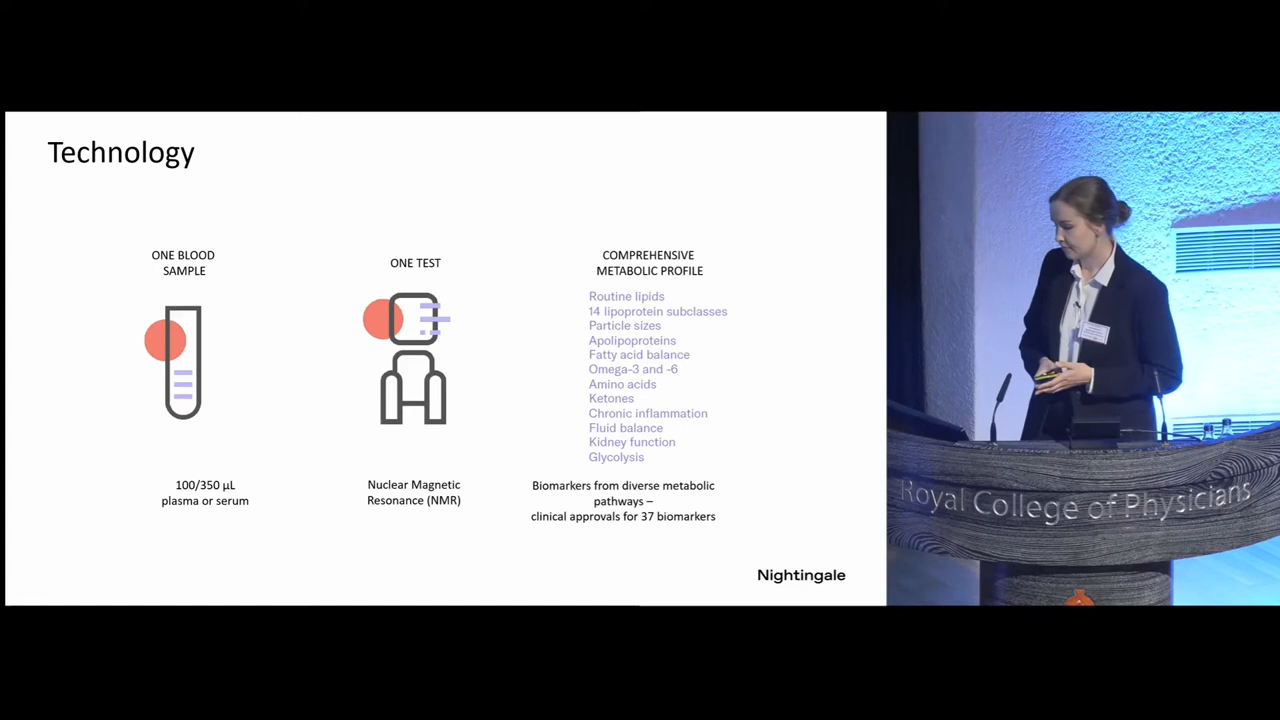 Technology
ONE BLOOD
SAMPLE
100/350 µL
plasma or serum
ONE TEST
Nuclear Magnetic
Resonance (NMR)
COMPREHENSIVE
METABOLIC PROFILE
Routine lipids
14 lipoprotein subclasses
Particle sizes
Apolipoproteins
Fatty acid balance
Omega-3 and -6
Amino acids
Ketones
Chronic inflammation
Fluid balance
Kidney function
Glycolysis
Biomarkers from diverse metabolic
pathways –
clinical approvals for 37 biomarkers
Nightingale
Royal College of Physicians